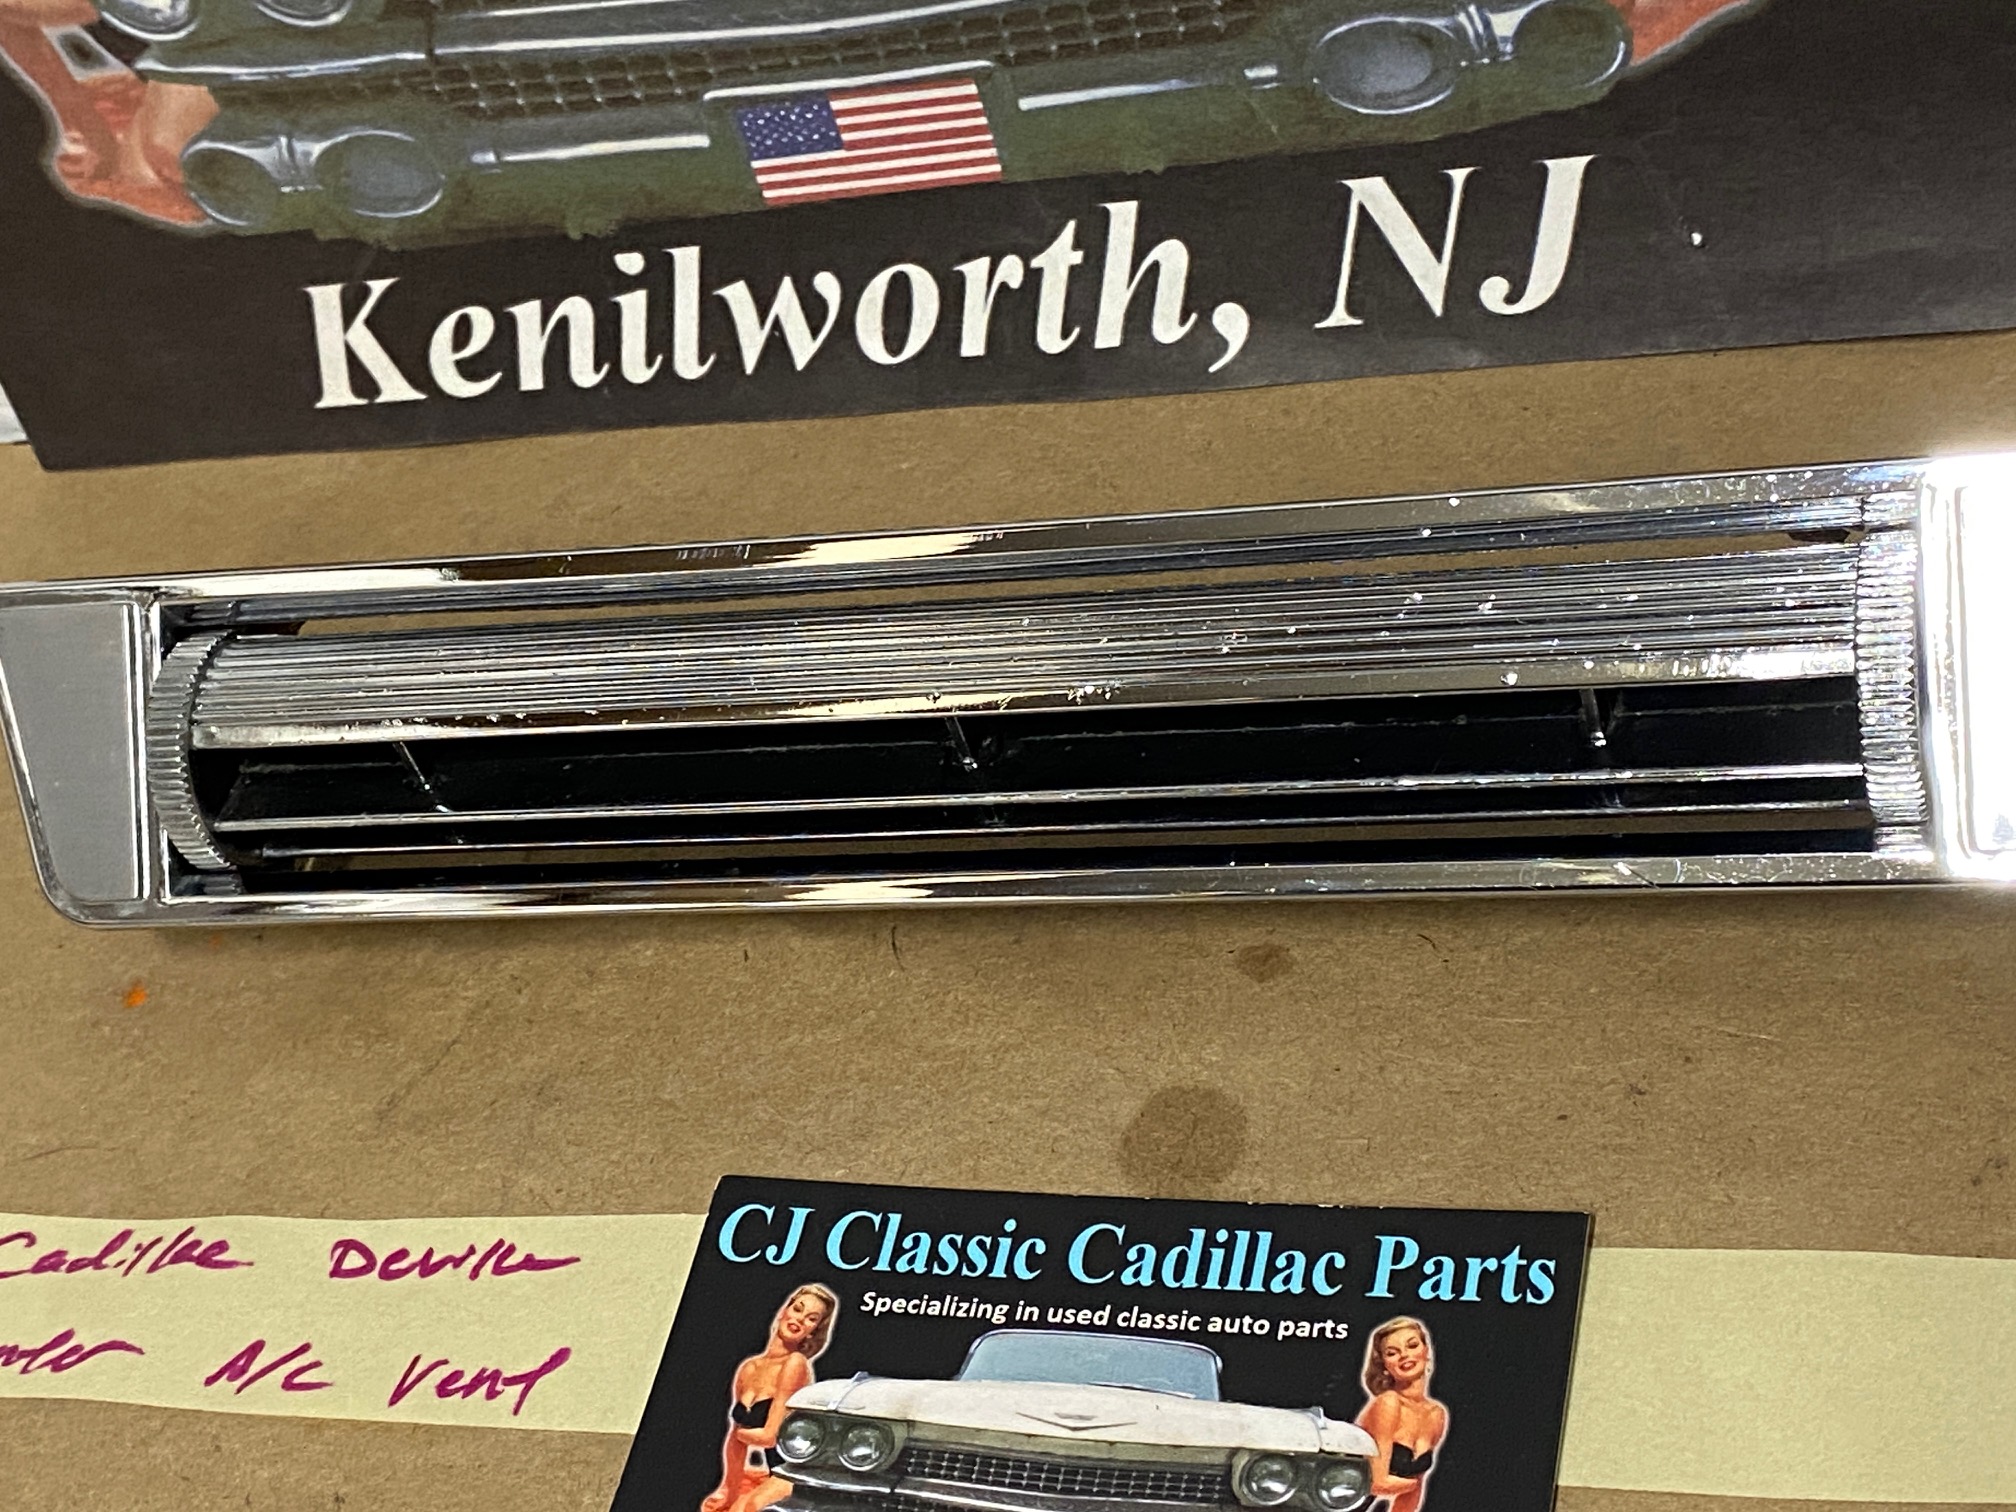 Kenilworth, NJ
Cadillac Deville
A/C Vent
CJ Classic Cadillac Parts
Specializing in used classic auto parts